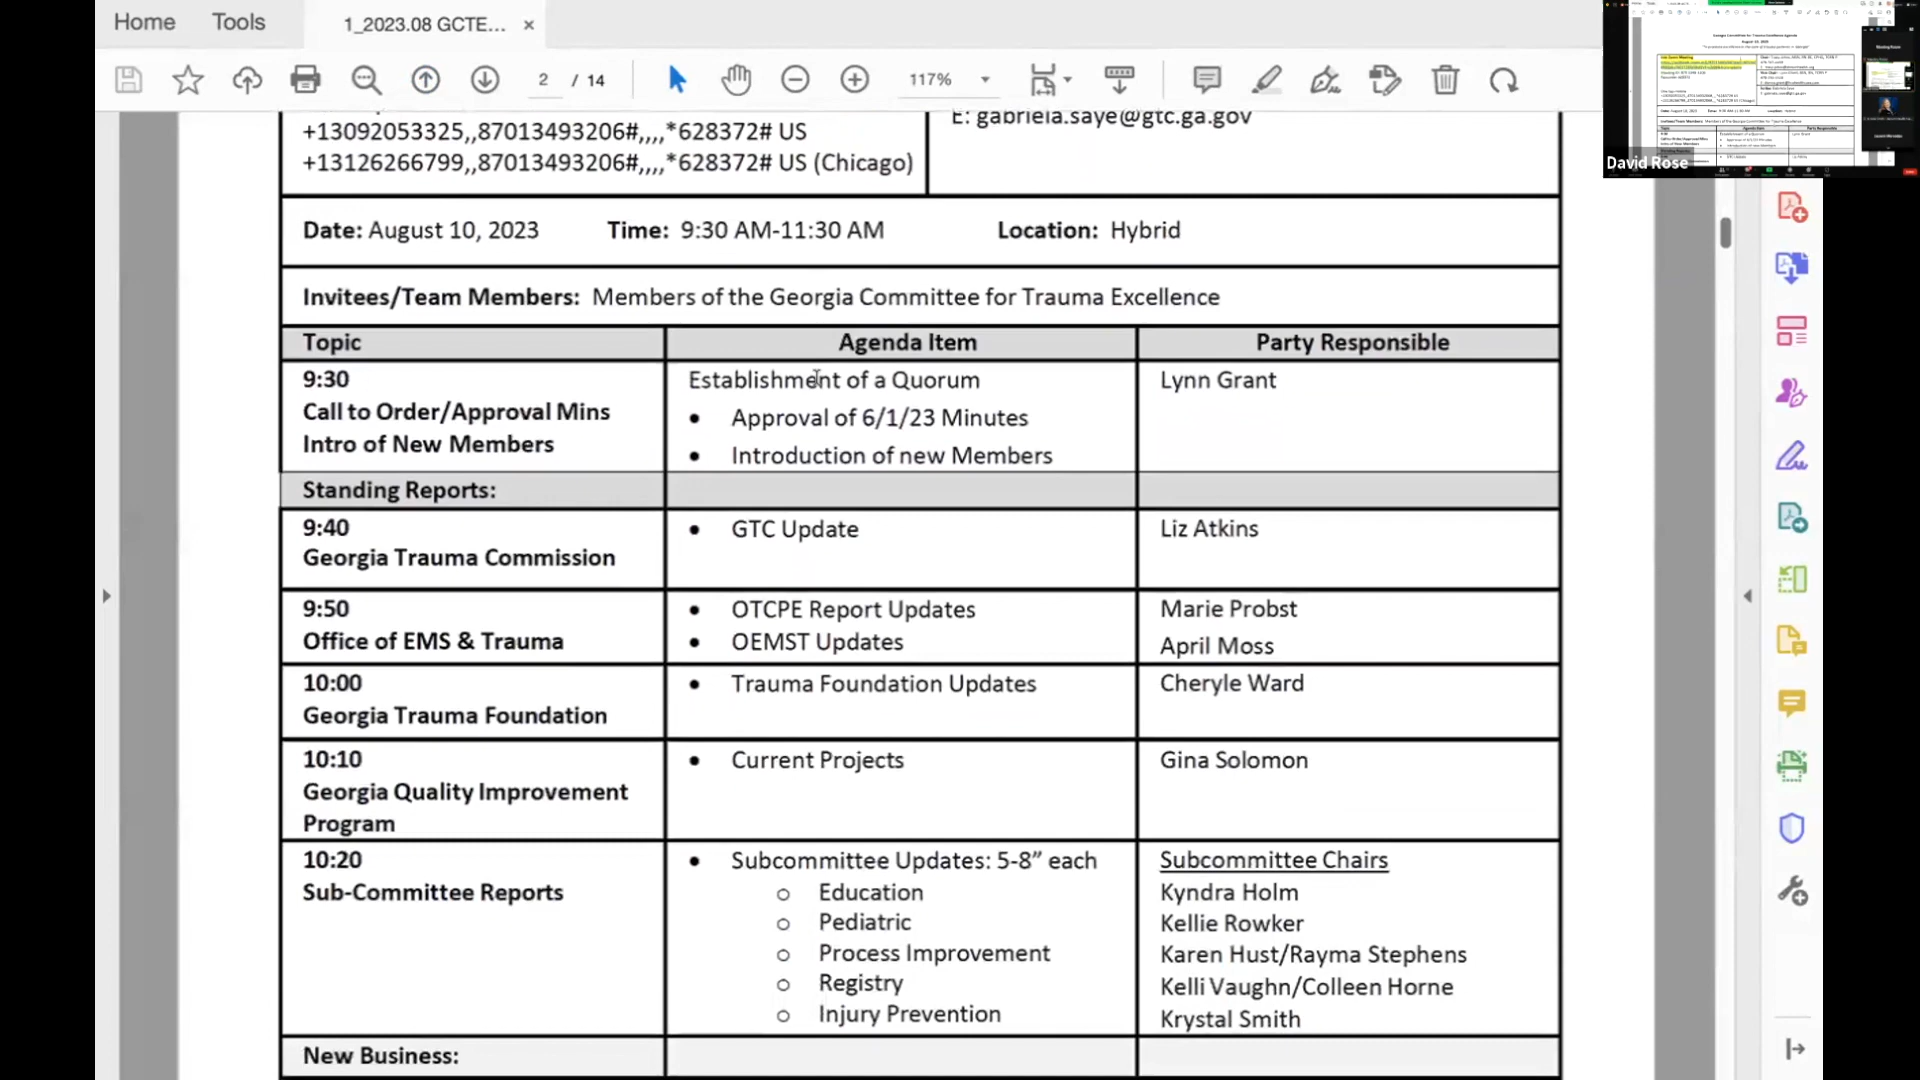 Home
Tools
1_2023.08 GCTE...
2 / 14
117%
+13092053325,,87013493206#,,,,*628372# US
+13126266799,,87013493206#,,,,*628372# US (Chicago)
E: gabriela.saye@gtc.ga.gov
Date: August 10, 2023 Time: 9:30 AM-11:30 AM Location: Hybrid
Invitees/Team Members: Members of the Georgia Committee for Trauma Excellence
Topic Agenda Item Party Responsible
9:30
Call to Order/Approval Mins
Intro of New Members
Establishment of a Quorum
• Approval of 6/1/23 Minutes
• Introduction of new Members
Lynn Grant
Standing Reports:
9:40
Georgia Trauma Commission
• GTC Update
Liz Atkins
9:50
Office of EMS & Trauma
• OTCPE Report Updates
• OEMST Updates
Marie Probst
April Moss
10:00
Georgia Trauma Foundation
• Trauma Foundation Updates
Cheryle Ward
10:10
Georgia Quality Improvement
Program
• Current Projects
Gina Solomon
10:20
Sub-Committee Reports
• Subcommittee Updates: 5-8” each
o Education
o Pediatric
o Process Improvement
o Registry
o Injury Prevention
Subcommittee Chairs
Kyndra Holm
Kellie Rowker
Karen Hust/Rayma Stephens
Kelli Vaughn/Colleen Horne
Krystal Smith
New Business:
David Rose